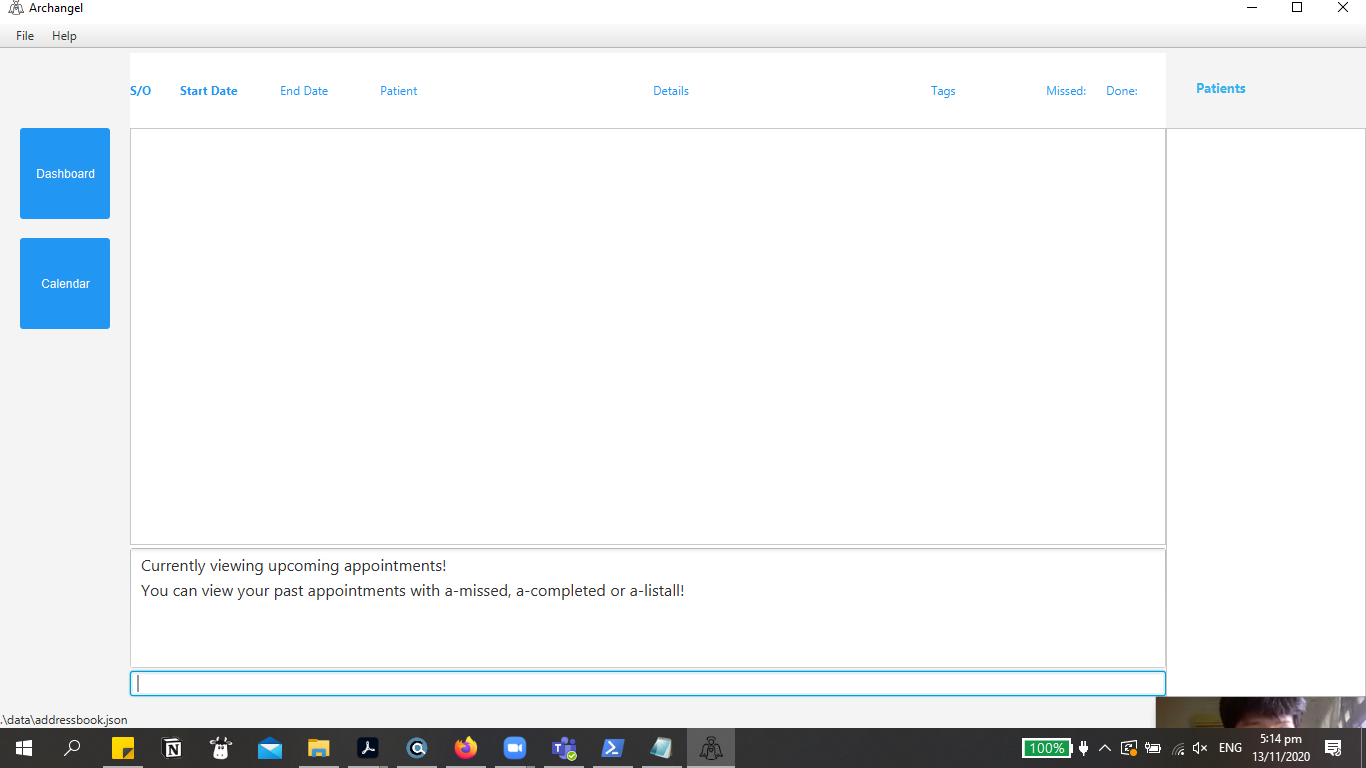 Archangel
File Help
S/O Start Date End Date Patient Details Tags Missed: Done: Patients
Dashboard
Calendar
Currently viewing upcoming appointments!
You can view your past appointments with a-missed, a-completed or a-listall!
.\data\addressbook.json
100% ENG 5:14 pm
13/11/2020